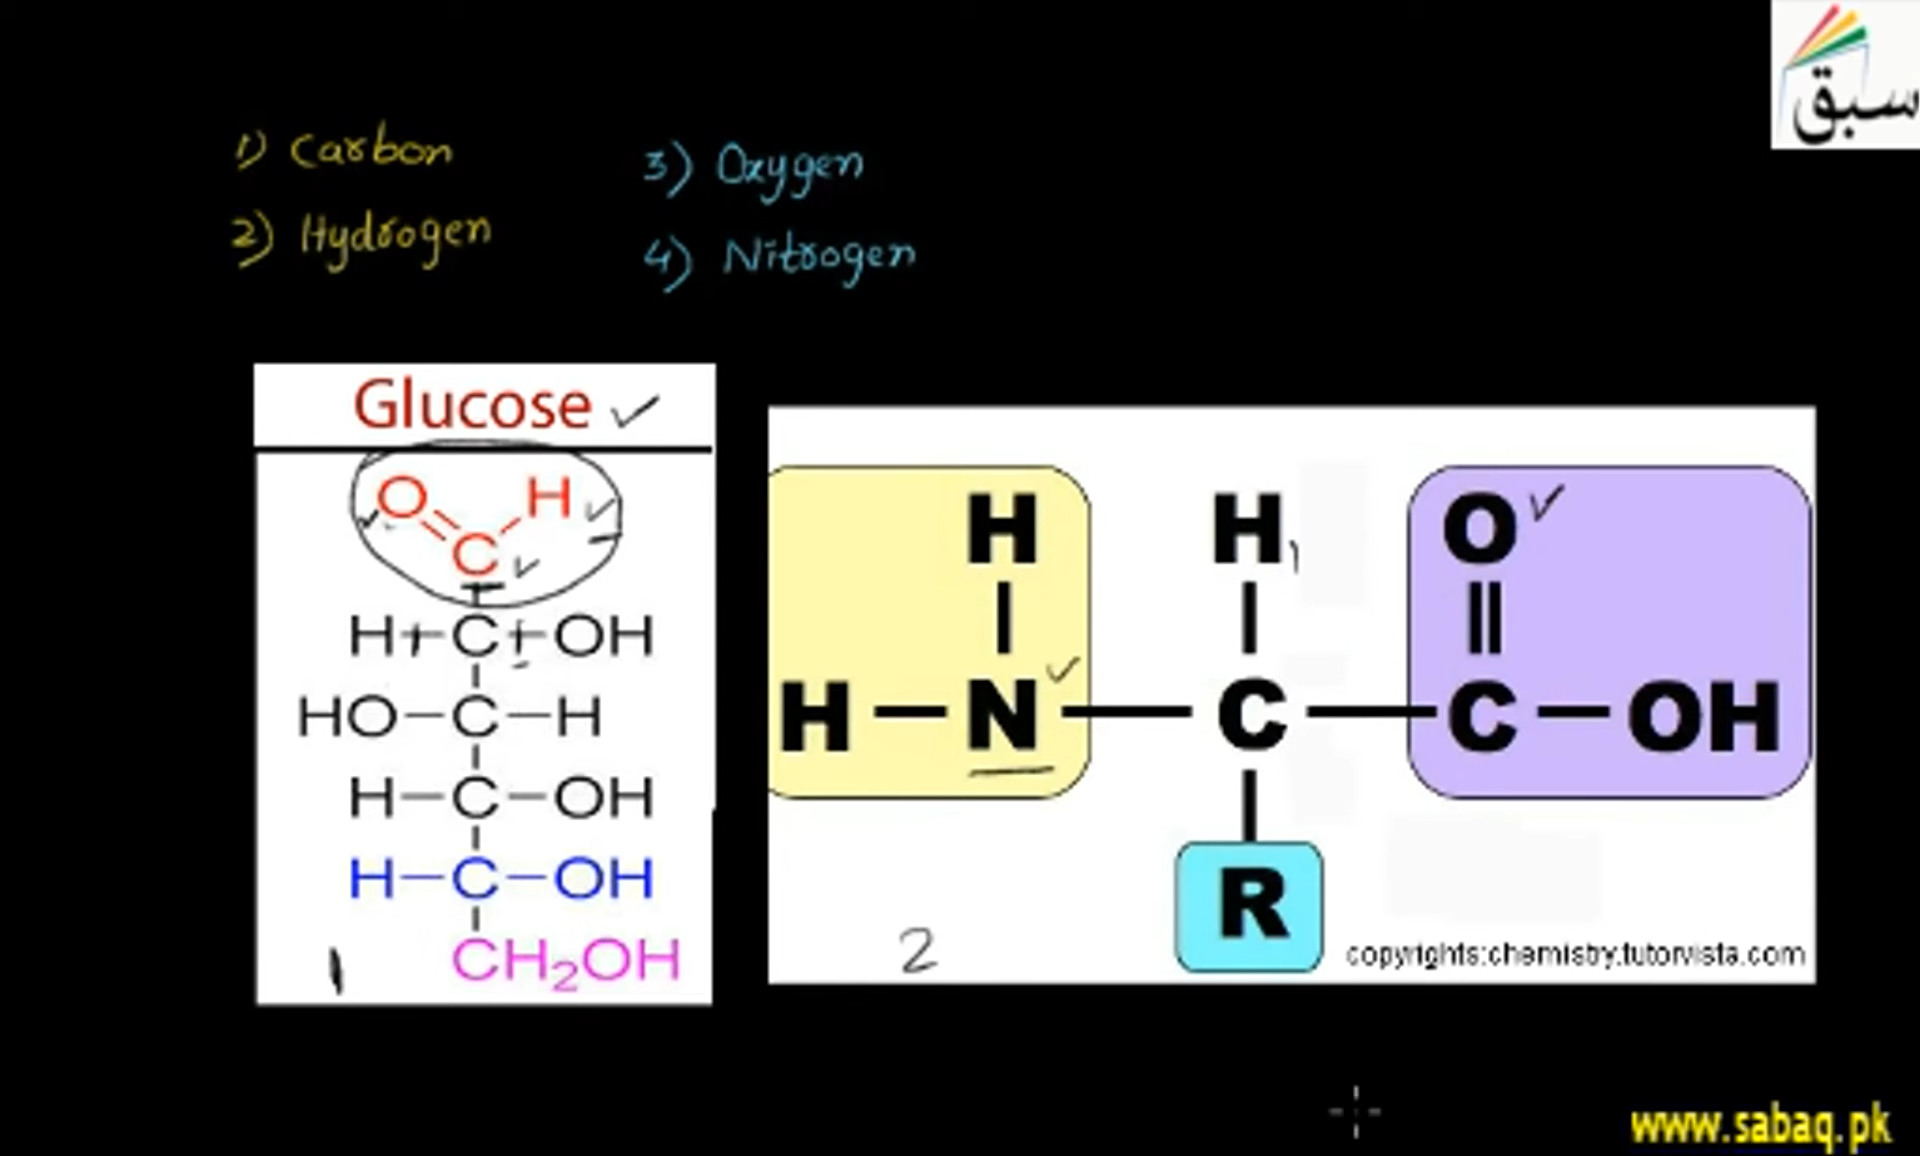 سبق
1) Carbon
2) Hydrogen
3) Oxygen
4) Nitrogen
Glucose
O H
C
H C OH
HO C H
H C OH
H C OH
CH2OH
1
H H O
H N C C OH
R
2
copyrights:chemistry.tutorvista.com
www.sabaq.pk